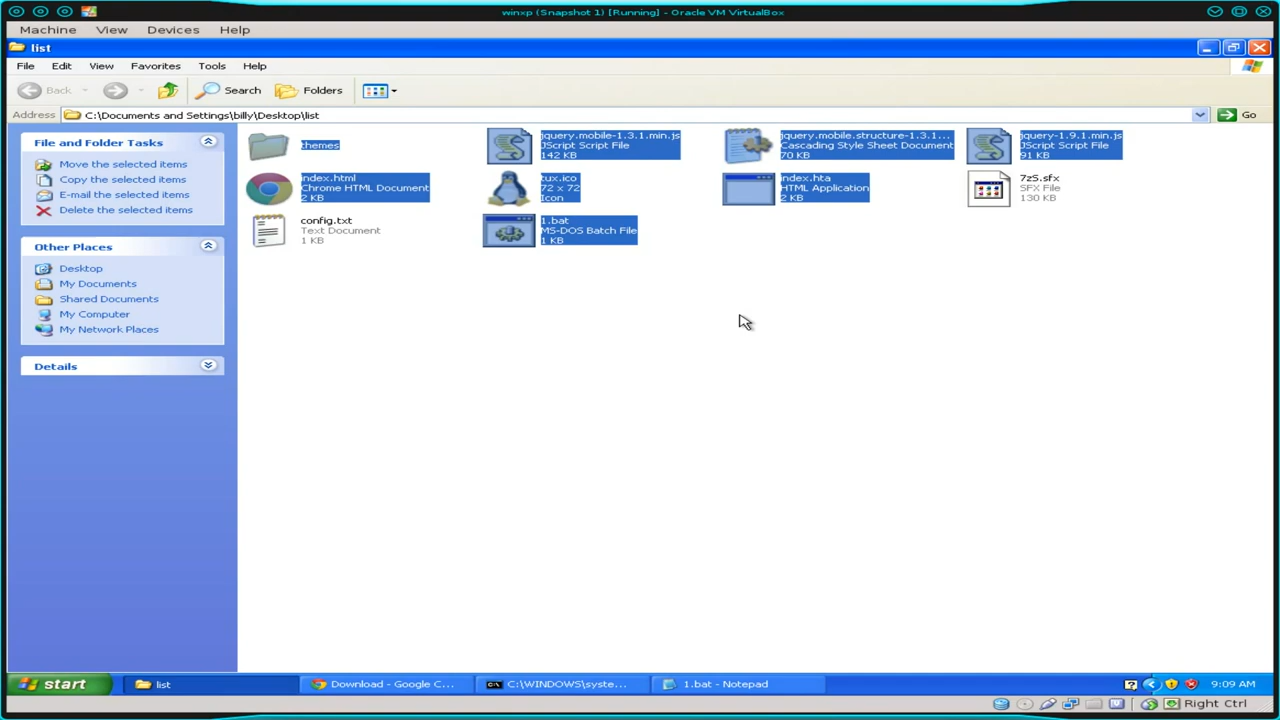 winxp (Snapshot 1) [Running] - Oracle VM VirtualBox
Machine View Devices Help
list
File Edit View Favorites Tools Help
Back Search Folders
Address C:\Documents and Settings\billy\Desktop\list Go
File and Folder Tasks
Move the selected items
Copy the selected items
E-mail the selected items
Delete the selected items
Other Places
Desktop
My Documents
Shared Documents
My Computer
My Network Places
Details
themes
jquery.mobile-1.3.1.min.js
JScript Script File
142 KB
jquery.mobile.structure-1.3.1...
Cascading Style Sheet Document
70 KB
jquery-1.9.1.min.js
JScript Script File
91 KB
index.html
Chrome HTML Document
2 KB
tux.ico
72 x 72
Icon
index.hta
HTML Application
2 KB
7zS.sfx
SFX File
130 KB
config.txt
Text Document
1 KB
1.bat
MS-DOS Batch File
1 KB
start list Download - Google C... C:\WINDOWS\syste... 1.bat - Notepad 9:09 AM
Right Ctrl